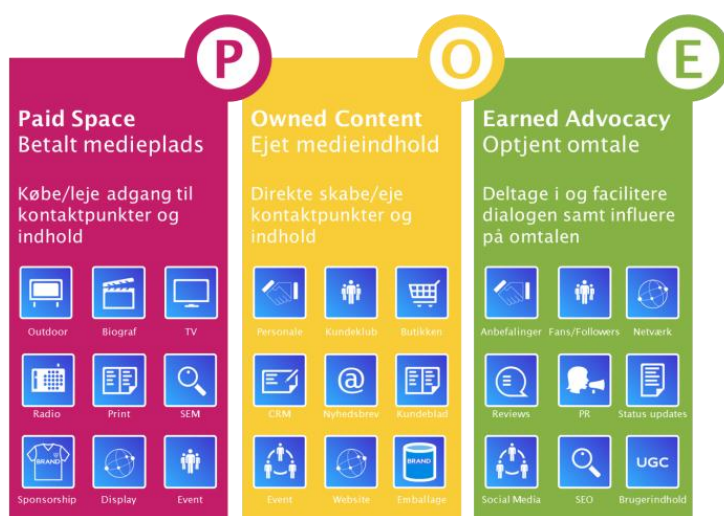 P
O
E
Paid Space
Betalt medieplads
Købe/leje adgang til
kontaktpunkter og
indhold
Outdoor
Biograf
TV
Radio
Print
SEM
BRAND
Sponsorship
Display
Event
Owned Content
Ejet medieindhold
Direkte skabe/eje
kontaktpunkter og
indhold
Personale
Kundeklub
Butikken
CRM
@
Nyhedsbrev
Kundeblad
BRAND
Event
Website
Emballage
Earned Advocacy
Optjent omtale
Deltage i og facilitere
dialogen samt influere
på omtalen
Anbefalinger
Fans/Followers
Netværk
Reviews
PR
Status updates
UGC
Social Media
SEO
Brugerindhold